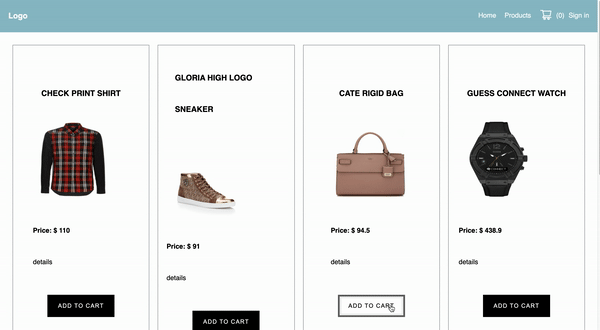 Logo
Home Products (0) Sign in
CHECK PRINT SHIRT
Price: $ 110
details
ADD TO CART
GLORIA HIGH LOGO
SNEAKER
Price: $ 91
details
ADD TO CART
CATE RIGID BAG
Price: $ 94.5
details
ADD TO CART
GUESS CONNECT WATCH
Price: $ 438.9
details
ADD TO CART